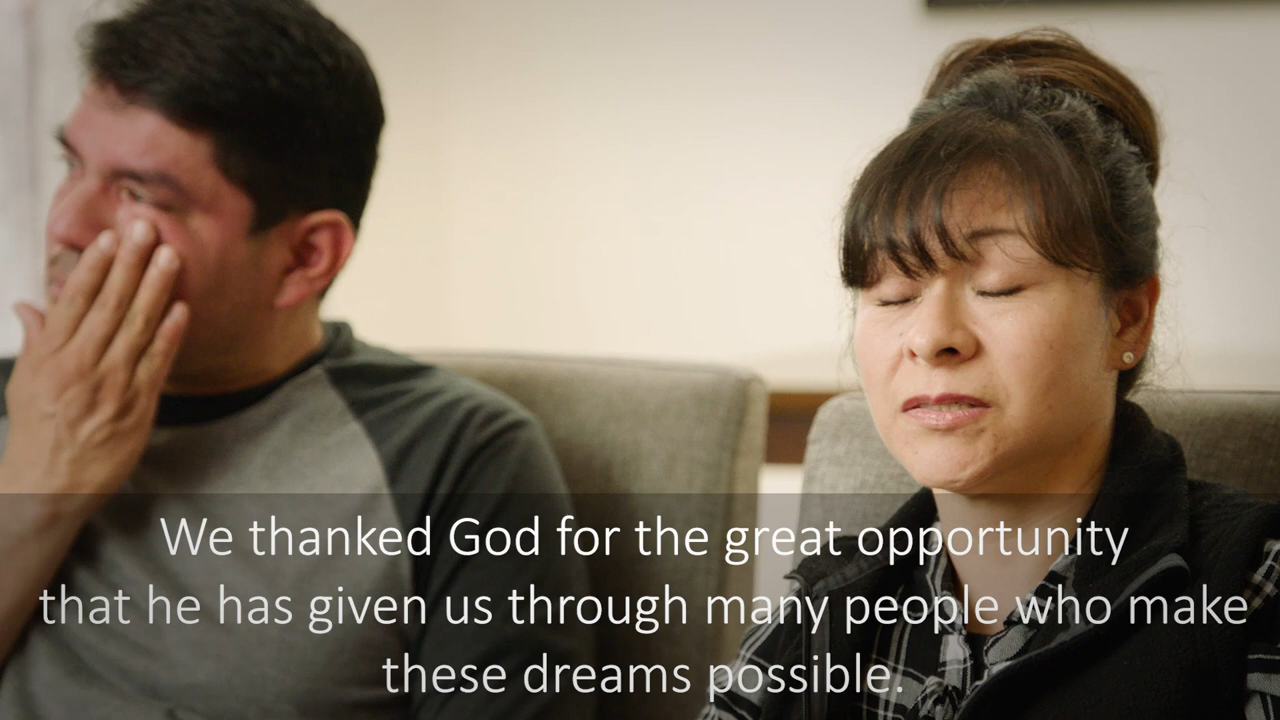 We thanked God for the great opportunity
that he has given us through many people who make
these dreams possible.